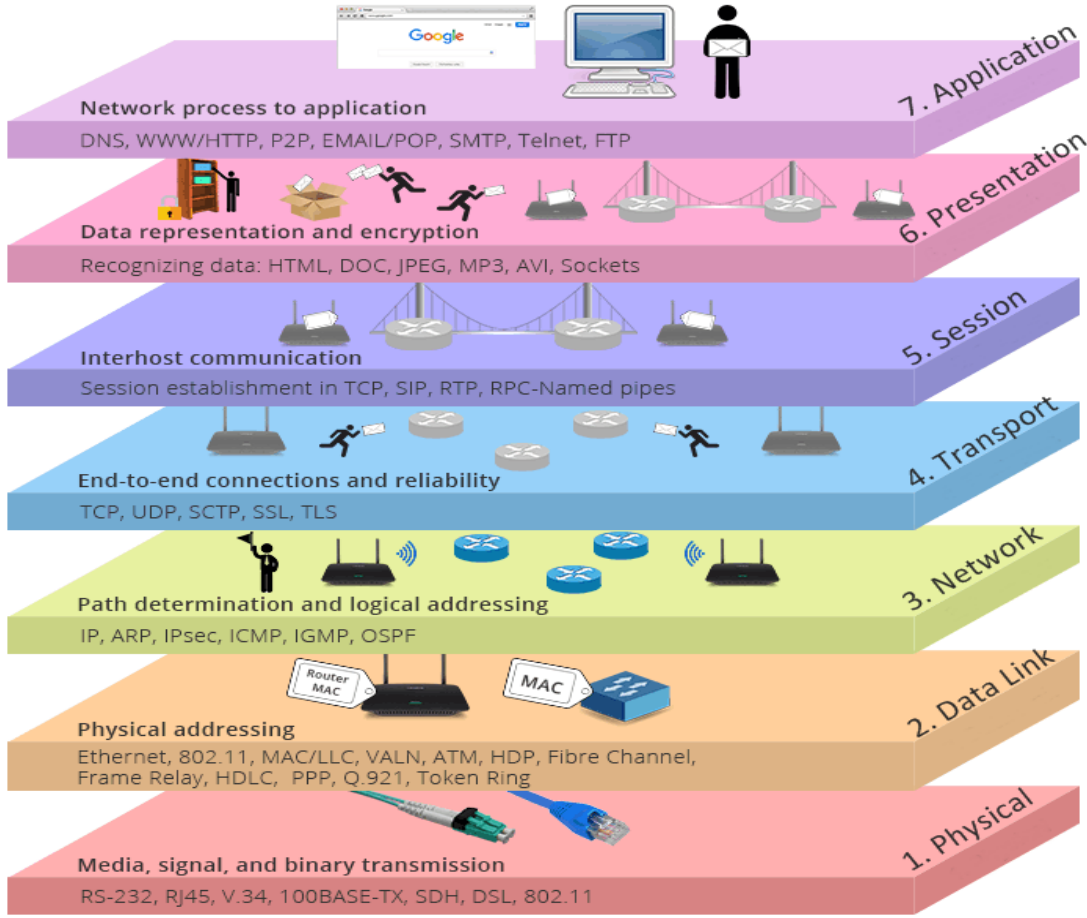 Google
7. Application
Network process to application
DNS, WWW/HTTP, P2P, EMAIL/POP, SMTP, Telnet, FTP
6. Presentation
Data representation and encryption
Recognizing data: HTML, DOC, JPEG, MP3, AVI, Sockets
5. Session
Interhost communication
Session establishment in TCP, SIP, RTP, RPC-Named pipes
4. Transport
End-to-end connections and reliability
TCP, UDP, SCTP, SSL, TLS
3. Network
Path determination and logical addressing
IP, ARP, IPsec, ICMP, IGMP, OSPF
Router
MAC
MAC
2. Data Link
Physical addressing
Ethernet, 802.11, MAC/LLC, VALN, ATM, HDP, Fibre Channel,
Frame Relay, HDLC, PPP, Q.921, Token Ring
1. Physical
Media, signal, and binary transmission
RS-232, RJ45, V.34, 100BASE-TX, SDH, DSL, 802.11